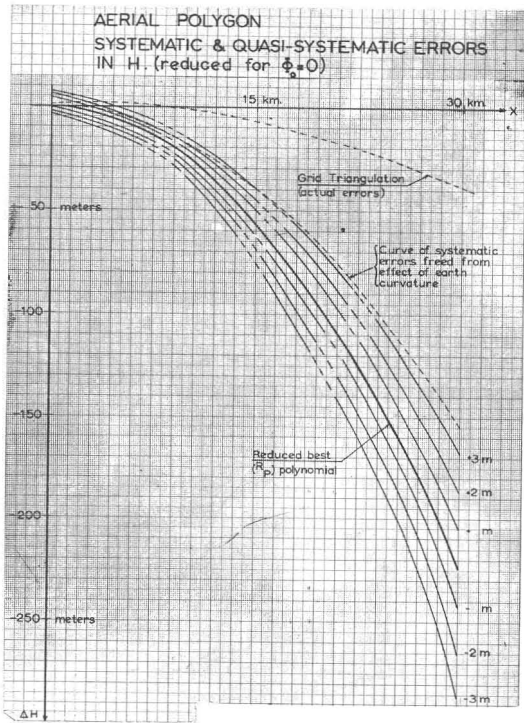 AERIAL POLYGON
SYSTEMATIC & QUASI-SYSTEMATIC ERRORS
IN H. (reduced for Φ₀=0)
15 km.
30 km.
X
Grid Triangulation
(actual errors)
50 meters
Curve of systematic
errors freed from
effect of earth
curvature
-100
-150
Reduced best
(Rp) polynomia
+3 m
+2 m
m
-200
- m
-250 meters
-2 m
-3 m
ΔH